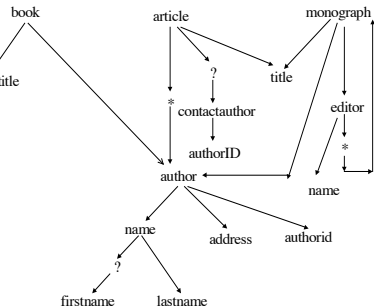 book article monograph
title
? title
* contactauthor editor
authorID *
author
name
name address authorid
?
firstname lastname